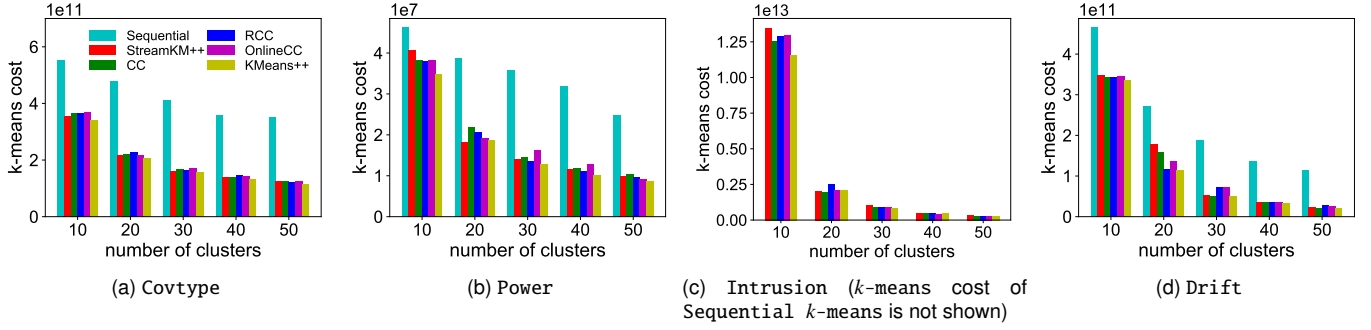 1e11
6
4
2
0
k-means cost
Sequential
StreamKM++
CC
RCC
OnlineCC
KMeans++
10 20 30 40 50
number of clusters
(a) Covtype
1e7
4
3
2
1
0
k-means cost
10 20 30 40 50
number of clusters
(b) Power
1e13
1.25
1.00
0.75
0.50
0.25
0.00
k-means cost
10 20 30 40 50
number of clusters
(c) Intrusion (k-means cost of
Sequential k-means is not shown)
1e11
4
3
2
1
0
k-means cost
10 20 30 40 50
number of clusters
(d) Drift